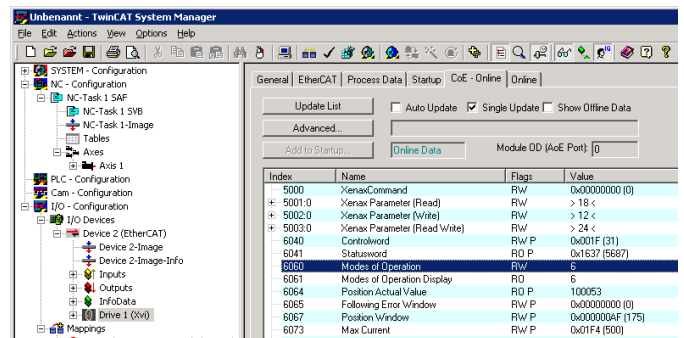 Unbenannt - TwinCAT System Manager
File Edit Actions View Options Help
SYSTEM - Configuration
NC - Configuration
NC-Task 1 SAF
NC-Task 1 SVB
NC-Task 1-Image
Tables
Axes
Axis 1
PLC - Configuration
Cam - Configuration
I/O - Configuration
I/O Devices
Device 2 (EtherCAT)
Device 2-Image
Device 2-Image-Info
Inputs
Outputs
InfoData
Drive 1 (Xvi)
Mappings
General EtherCAT Process Data Startup CoE - Online Online
Update List Auto Update Single Update Show Offline Data
Advanced...
Add to Startup... Online Data Module OD (AoE Port): 0
Index Name Flags Value
5000 XenaxCommand RW 0x00000000 (0)
5001:0 Xenax Parameter (Read) RW > 18 <
5002:0 Xenax Parameter (Write) RW > 12 <
5003:0 Xenax Parameter (Read Write) RW > 24 <
6040 Controlword RW P 0x001F (31)
6041 Statusword RO P 0x1637 (5687)
6060 Modes of Operation RW 6
6061 Modes of Operation Display RO 6
6064 Position Actual Value RO P 100053
6065 Following Error Window RW P 0x00000000 (0)
6067 Position Window RW P 0x000000AF (175)
6073 Max Current RW P 0x01F4 (500)